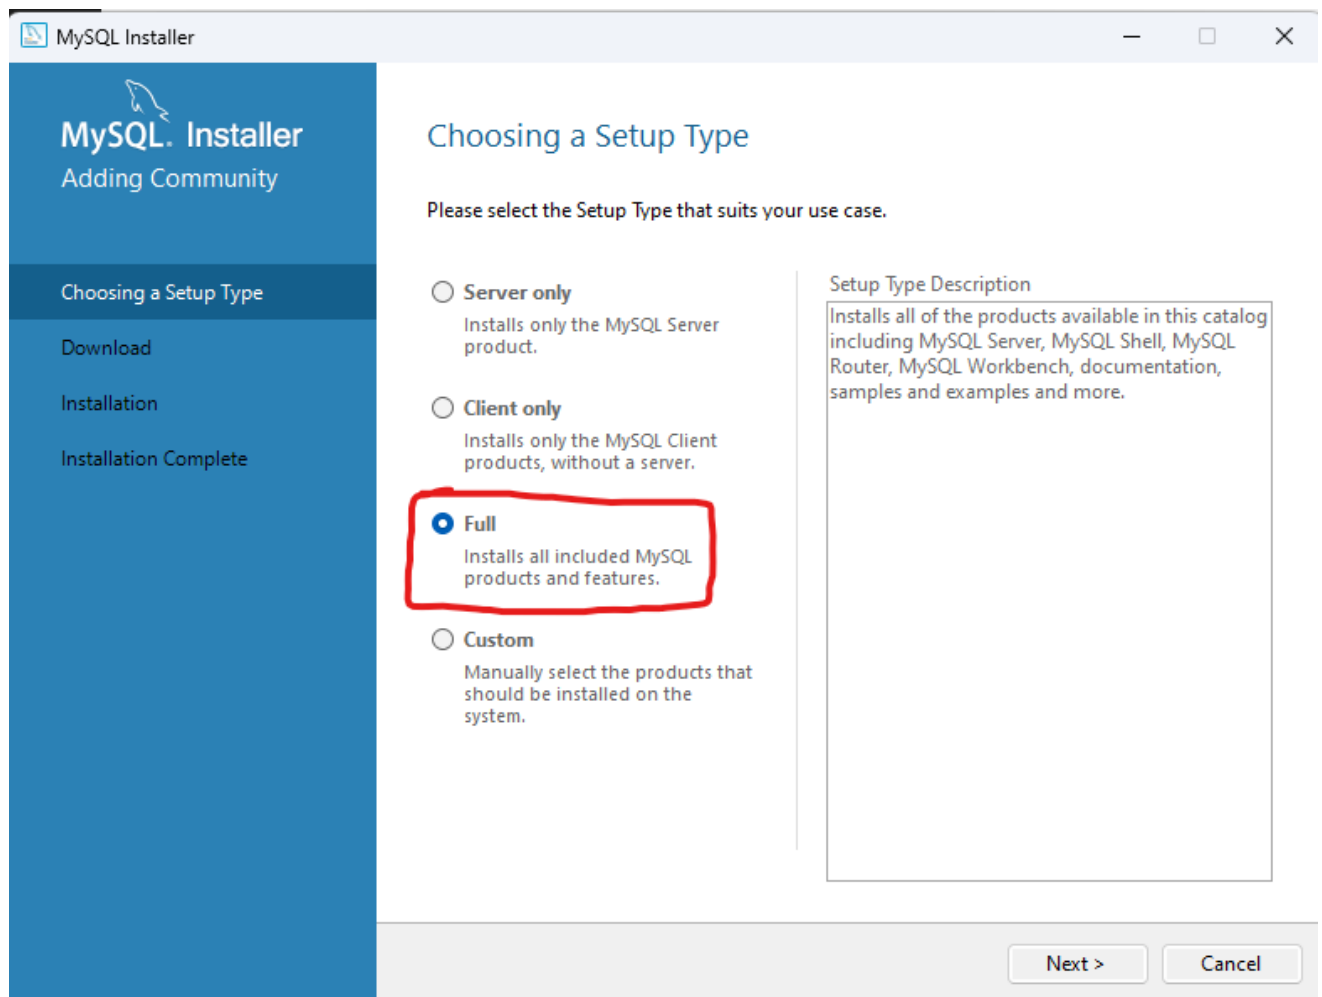 MySQL Installer
MySQL. Installer
Adding Community
Choosing a Setup Type
Download
Installation
Installation Complete
Choosing a Setup Type
Please select the Setup Type that suits your use case.
Server only
Installs only the MySQL Server
product.
Client only
Installs only the MySQL Client
products, without a server.
Full
Installs all included MySQL
products and features.
Custom
Manually select the products that
should be installed on the
system.
Setup Type Description
Installs all of the products available in this catalog
including MySQL Server, MySQL Shell, MySQL
Router, MySQL Workbench, documentation,
samples and examples and more.
Next >
Cancel